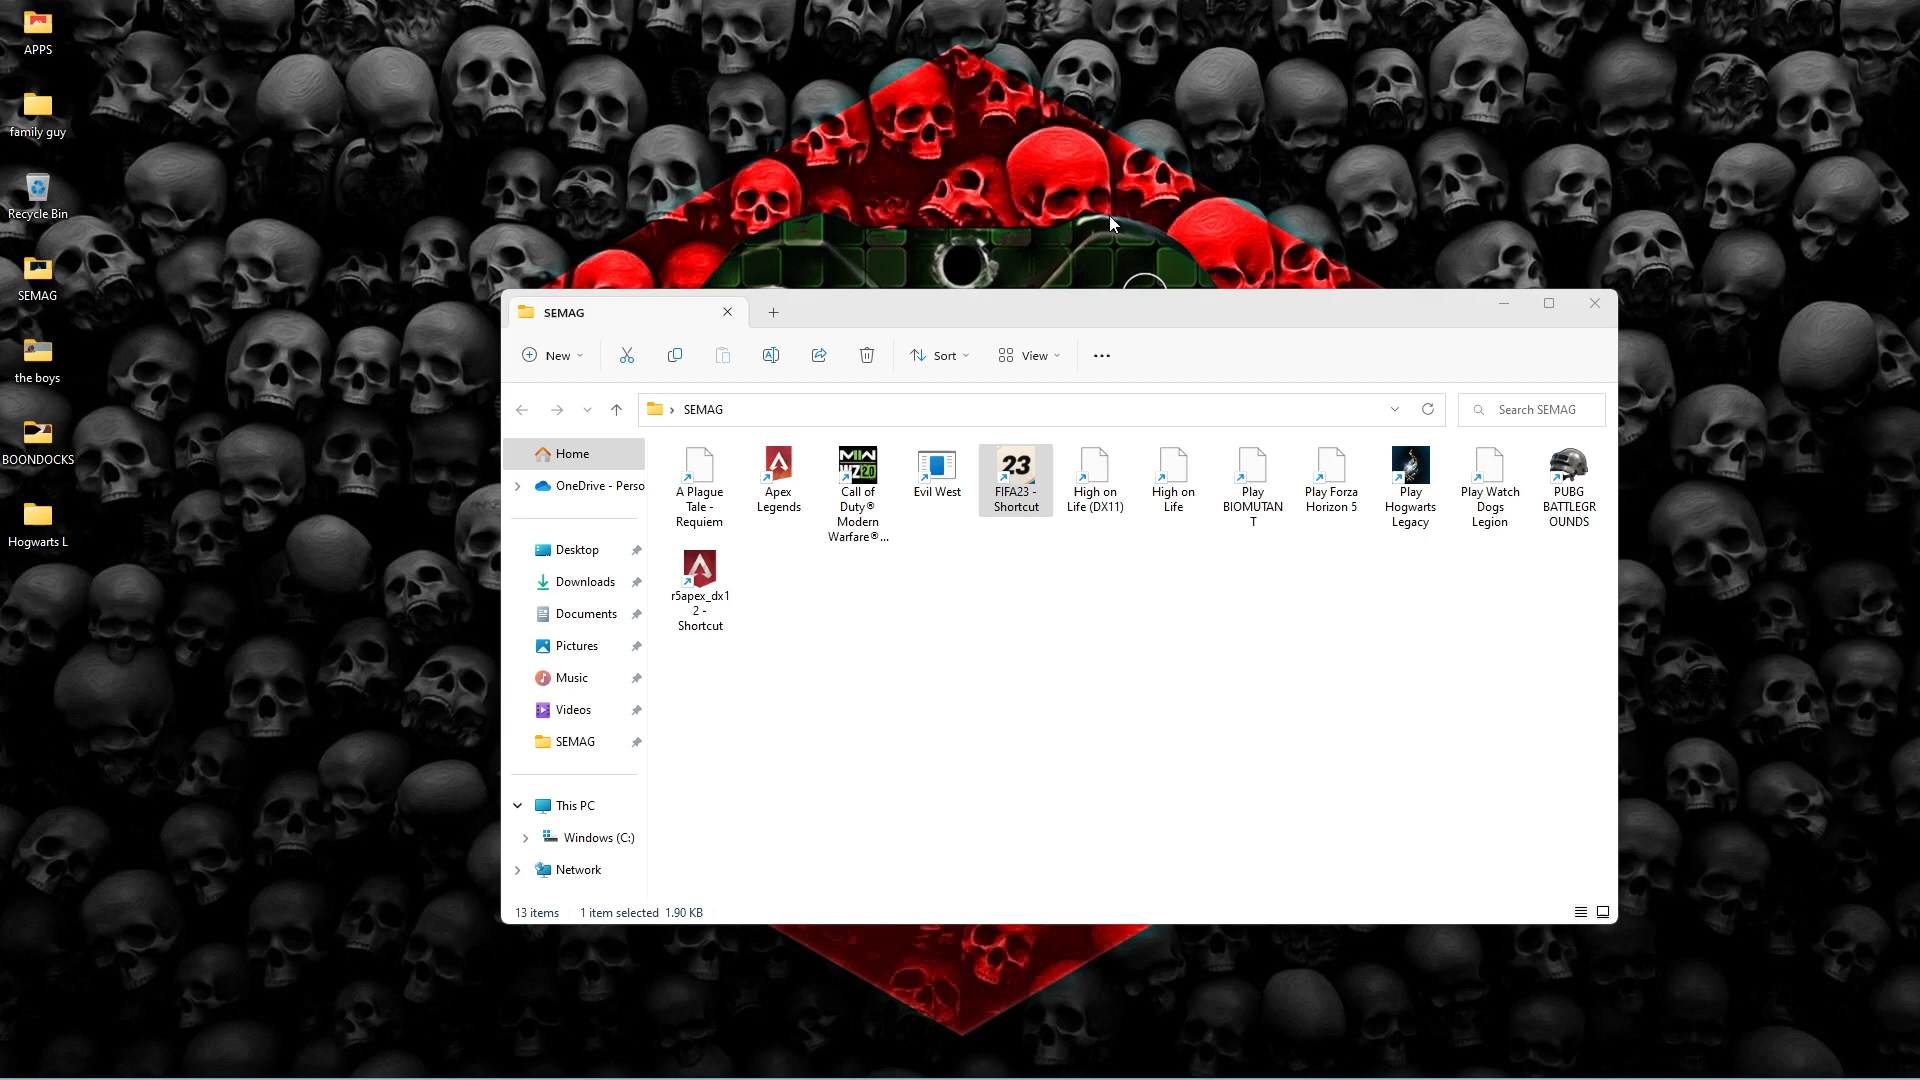 APPS
family guy
Recycle Bin
SEMAG
the boys
BOONDOCKS
Hogwarts L
SEMAG
New
Sort
View
SEMAG
Search SEMAG
Home
OneDrive - Perso
Desktop
Downloads
Documents
Pictures
Music
Videos
SEMAG
This PC
Windows (C:)
Network
A Plague
Tale -
Requiem
Apex
Legends
MW
WZ 2.0
Call of
Duty®
Modern
Warfare®...
Evil West
23
FIFA23 -
Shortcut
High on
Life (DX11)
High on
Life
Play
BIOMUTAN
T
Play Forza
Horizon 5
Play
Hogwarts
Legacy
Play Watch
Dogs
Legion
PUBG
BATTLEGR
OUNDS
r5apex_dx1
2 -
Shortcut
13 items
1 item selected 1.90 KB